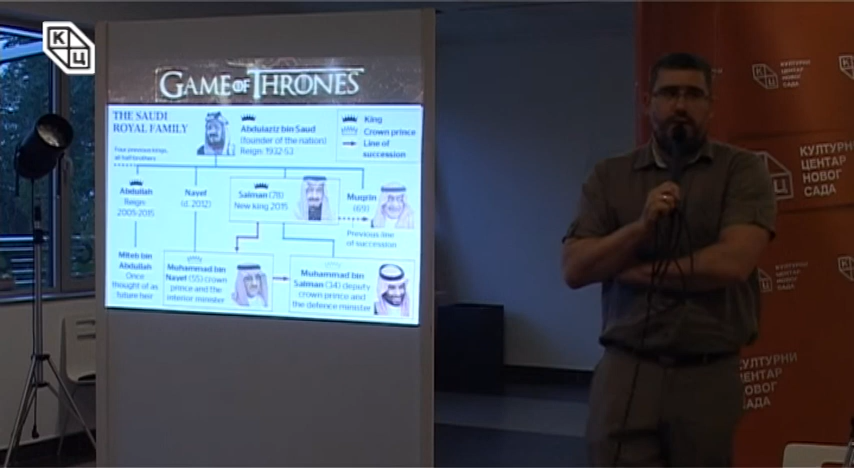 К
Ц
GAME OF THRONES
THE SAUDI
ROYAL FAMILY
Four previous kings,
all half-brothers
Abdulaziz bin Saud
(founder of the nation)
Reign: 1932-53
King
Crown prince
Line of
succession
Abdullah
Reign:
2005-2015
Nayef
(d. 2012)
Salman (78)
New king 2015
Muqrin
(69)
Previous line
of succession
Miteb bin
Abdullah
Once
thought of as
future heir
Muhammad bin
Nayef (55) crown
prince and the
interior minister
Muhammad bin
Salman (34) deputy
crown prince and
the defence minister
КУЛТУРНИ
ЦЕНТАР
НОВОГ
САДА
КУЛТУРНИ
ЦЕНТАР
НОВОГ
САДА
КУЛТУРНИ
ЦЕНТАР
ОВОГ
САДА